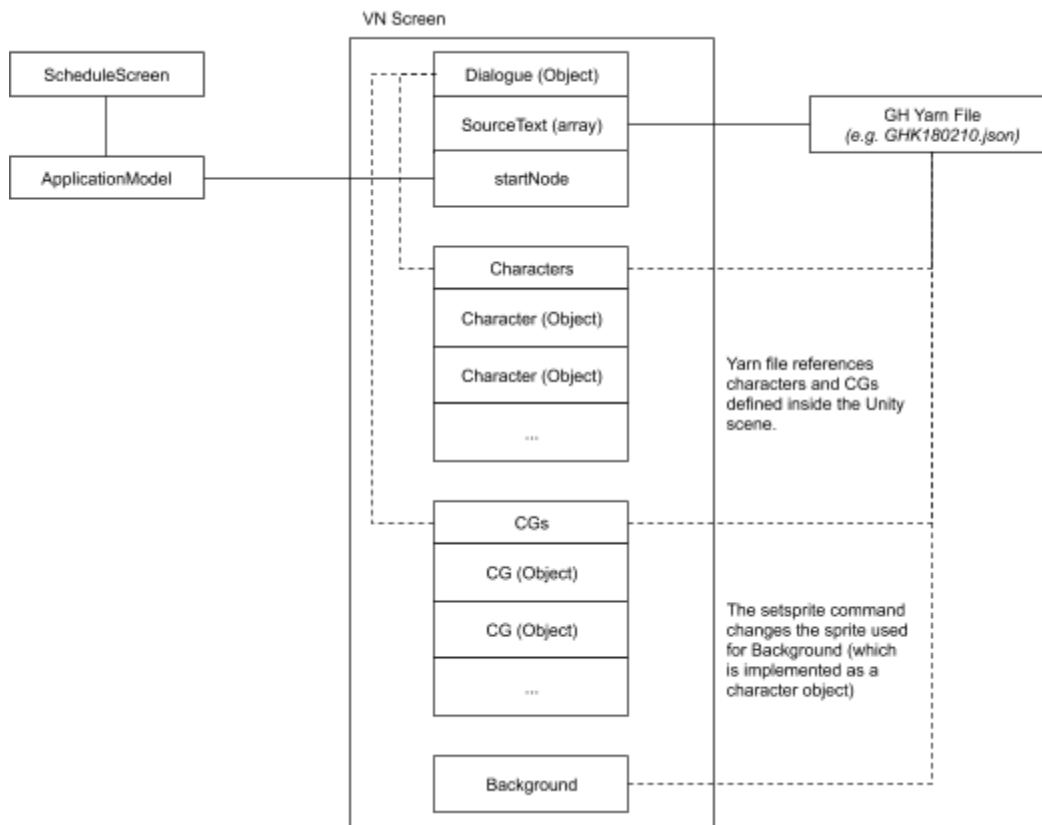 VN Screen
ScheduleScreen
ApplicationModel
Dialogue (Object)
SourceText (array)
startNode
GH Yarn File
(e.g. GHK180210.json)
Characters
Character (Object)
Character (Object)
...
Yarn file references
characters and CGs
defined inside the Unity
scene.
CGs
CG (Object)
CG (Object)
...
The setsprite command
changes the sprite used
for Background (which
is implemented as a
character object)
Background